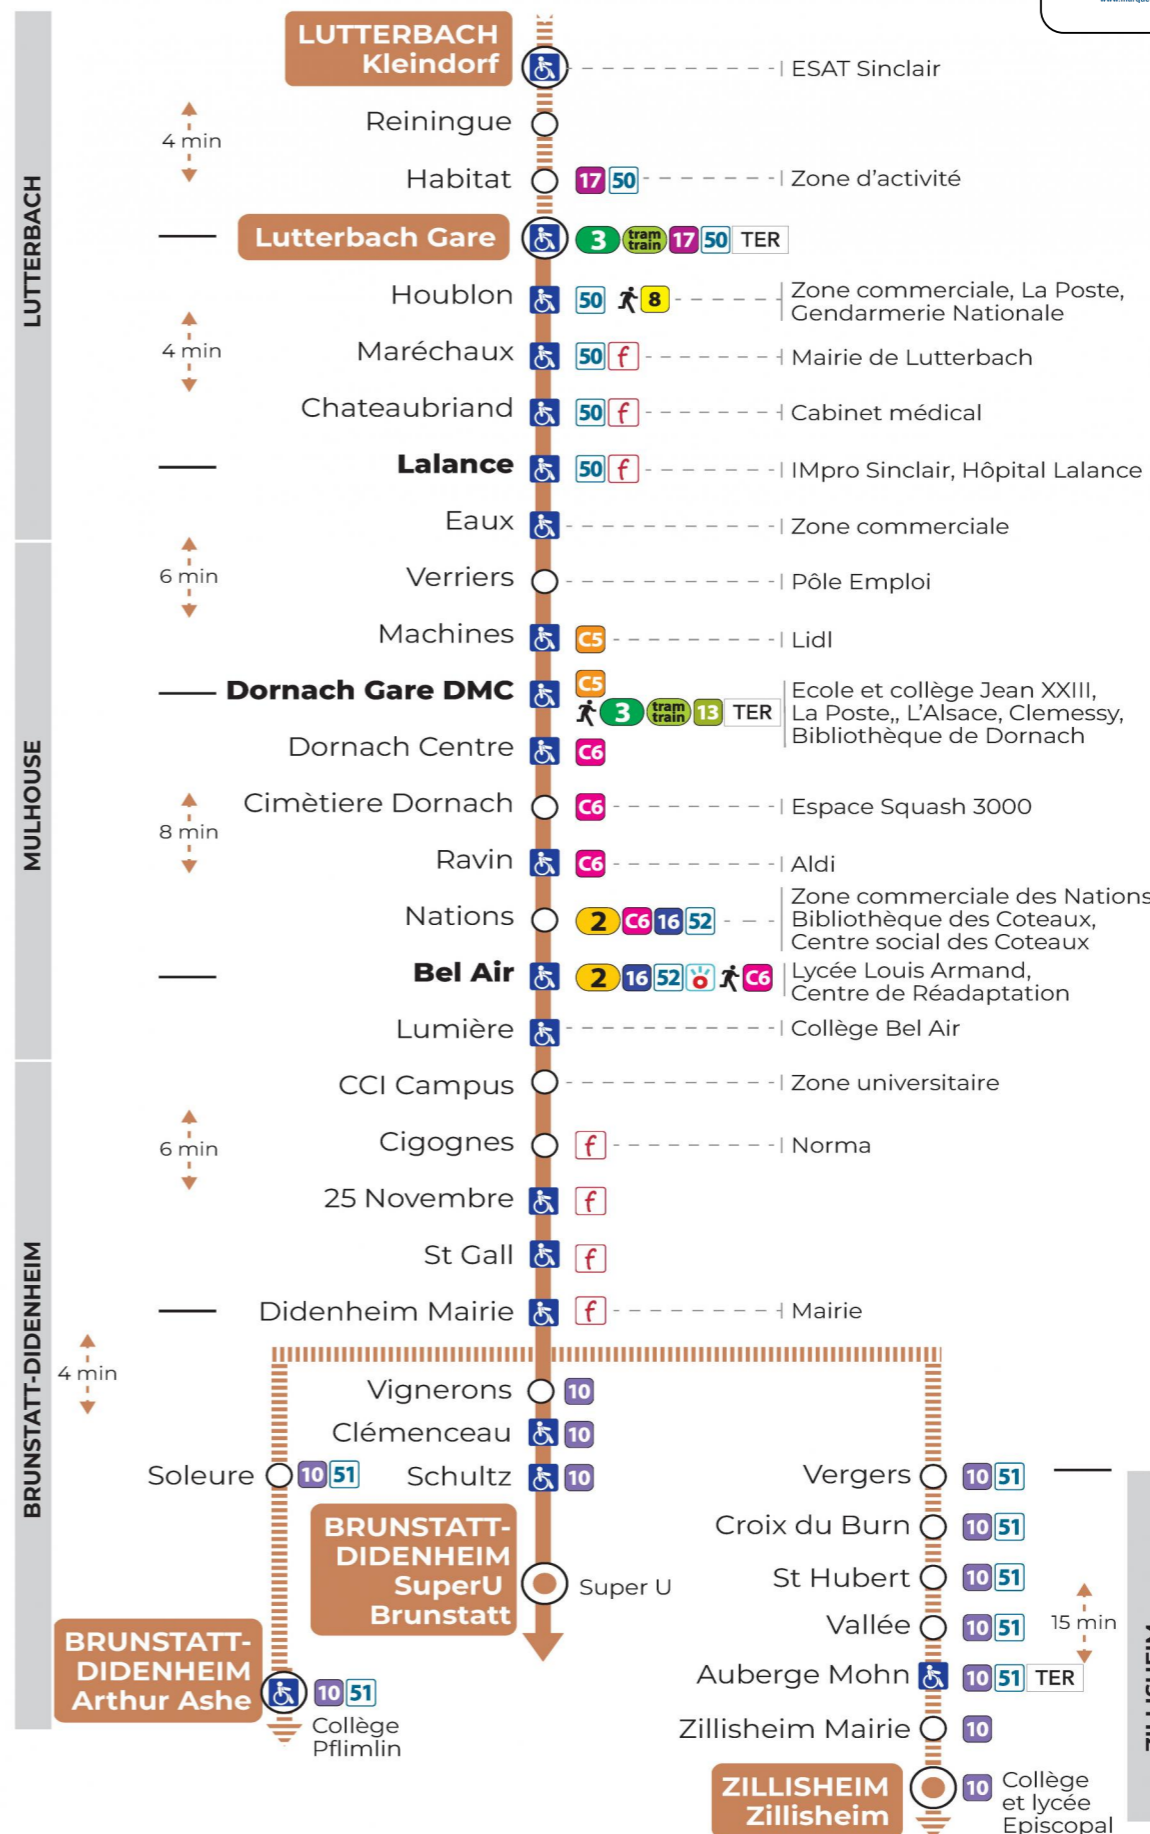 LUTTERBACH
Kleindorf
ESAT Sinclair
Reiningue
4 min
Habitat 17 50 Zone d'activité
LUTTERBACH
Lutterbach Gare 3 tram train 17 50 TER
Houblon 50 8 Zone commerciale, La Poste,
Gendarmerie Nationale
4 min
Maréchaux 50 f Mairie de Lutterbach
Chateaubriand 50 f Cabinet médical
Lalance 50 f IMpro Sinclair, Hôpital Lalance
Eaux Zone commerciale
6 min
Verriers Pôle Emploi
Machines C5 Lidl
MULHOUSE
Dornach Gare DMC C5
3 tram train 13 TER
Ecole et collège Jean XXIII,
La Poste,, L'Alsace, Clemessy,
Bibliothèque de Dornach
Dornach Centre C6
Cimètiere Dornach C6 Espace Squash 3000
8 min
Ravin C6 Aldi
Nations 2 C6 16 52
Zone commerciale des Nations
Bibliothèque des Coteaux,
Centre social des Coteaux
Bel Air 2 16 52 C6
Lycée Louis Armand,
Centre de Réadaptation
Lumière Collège Bel Air
CCI Campus Zone universitaire
6 min
Cigognes f Norma
25 Novembre f
St Gall f
BRUNSTATT-DIDENHEIM
Didenheim Mairie f Mairie
4 min
Vignerons 10
Clémenceau 10
Soleure 10 51
Schultz 10
BRUNSTATT-
DIDENHEIM
SuperU
Brunstatt
Super U
BRUNSTATT-
DIDENHEIM
Arthur Ashe
10 51
Collège
Pflimlin
Vergers 10 51
Croix du Burn 10 51
St Hubert 10 51
Vallée 10 51
15 min
Auberge Mohn 10 51 TER
Zillisheim Mairie 10
ZILLISHEIM
Zillisheim
10
Collège
et lycée
Episcopal